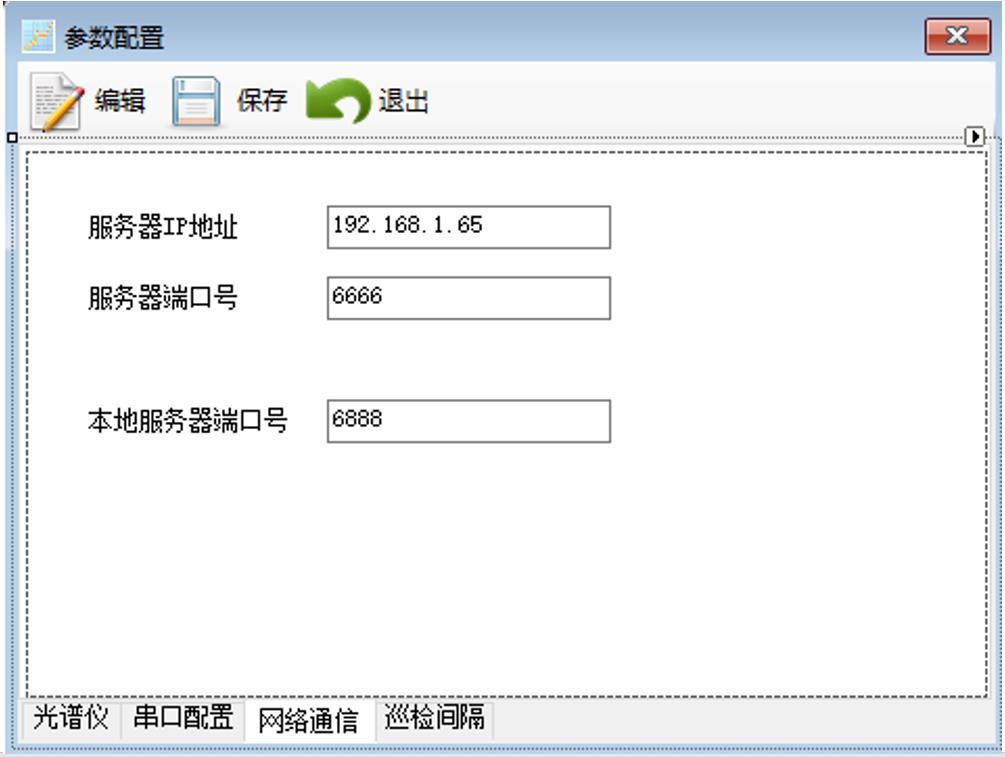 参数配置
编辑 保存 退出
服务器IP地址 192.168.1.65
服务器端口号 6666
本地服务器端口号 6888
光谱仪 串口配置 网络通信 巡检间隔